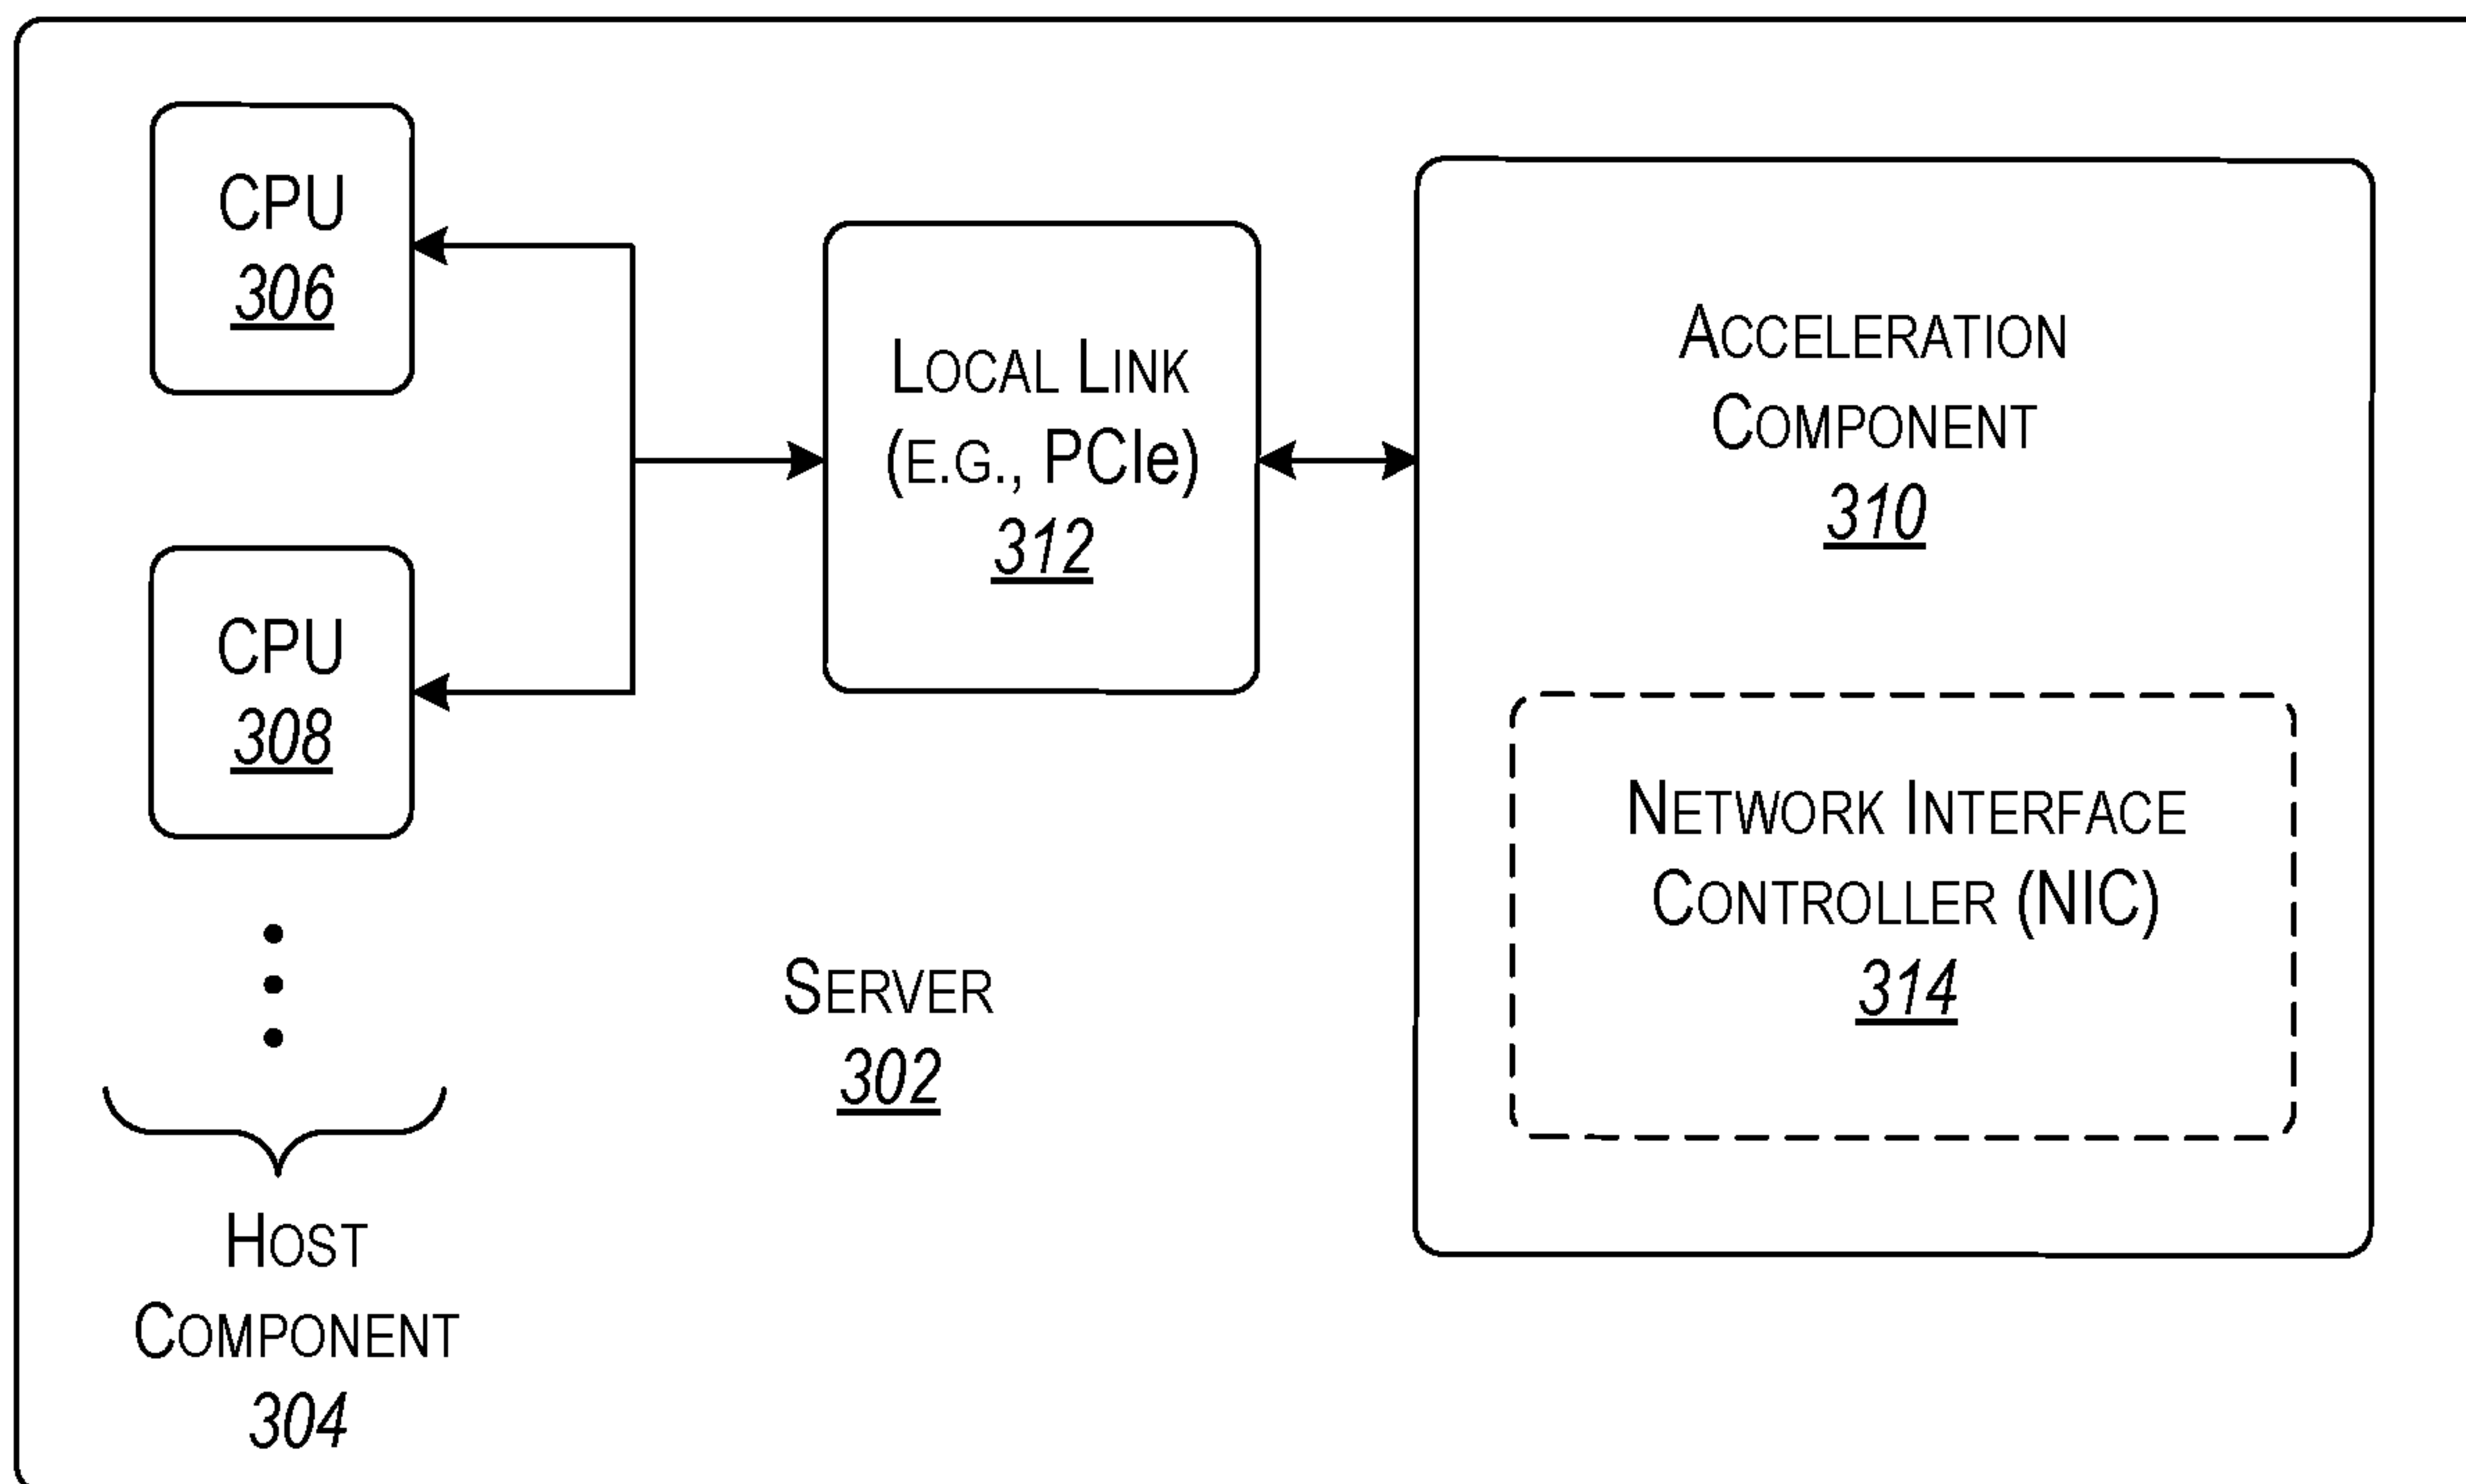 CPU
306
CPU
308
HOST
COMPONENT
304
LOCAL LINK
(E.G., PCIe)
312
SERVER
302
ACCELERATION
COMPONENT
310
NETWORK INTERFACE
CONTROLLER (NIC)
314